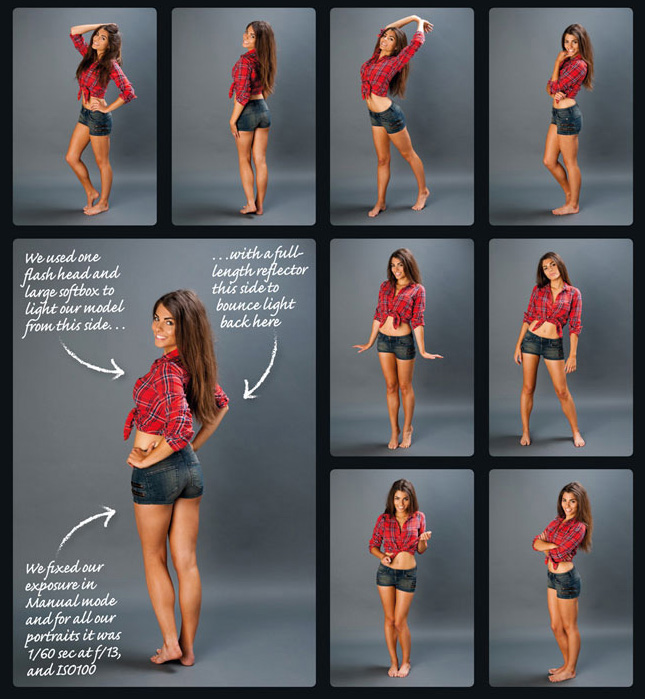 We used one
flash head and
large softbox to
light our model
from this side...
...with a full-
length reflector
this side to
bounce light
back here
We fixed our
exposure in
Manual mode
and for all our
portraits it was
1/60 sec at f/13,
and ISO100